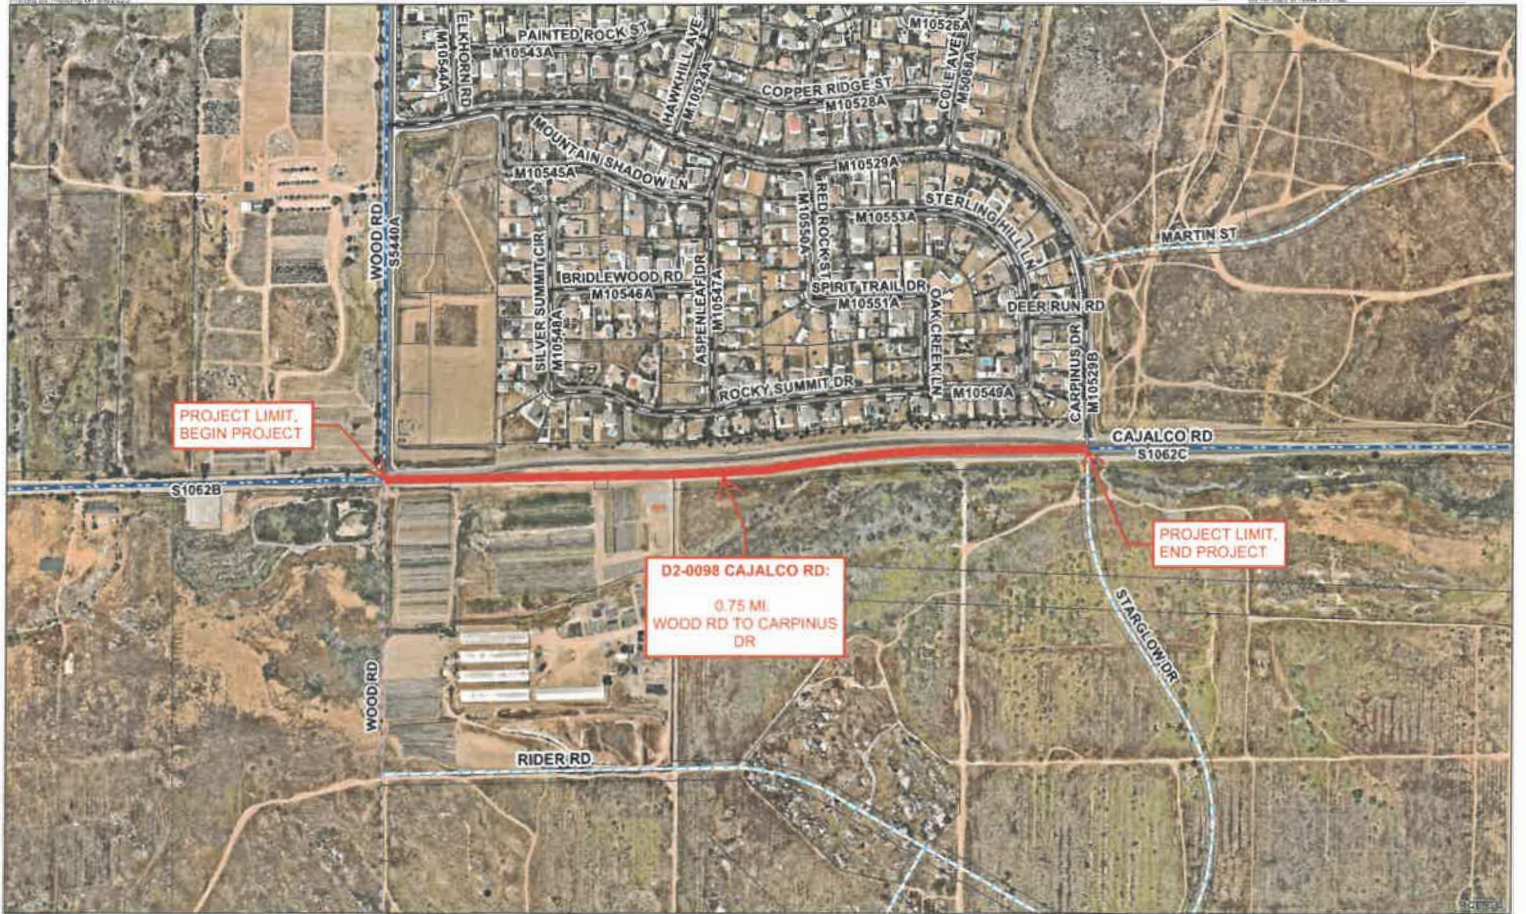 PAINTED ROCK ST
M10543A
ELKHORN RD
M10544A
HAWKHILL AVE
M10524A
M10526A
COLE AVE
M5068A
COPPER RIDGE ST
M10528A
MOUNTAIN SHADOW LN
M10545A
M10529A
RED ROCK ST
M10550A
STERLING HILL LN
M10553A
WOOD RD
S5440A
MARTIN ST
BRIDLEWOOD RD
M10546A
SILVER SUMMIT CIR
M10548A
ASPENLEAF DR
M10547A
SPIRIT TRAIL DR
M10551A
OAK CREEK LN
DEER RUN RD
CARPINUS DR
M10529B
ROCKY SUMMIT DR
M10549A
PROJECT LIMIT,
BEGIN PROJECT
CAJALCO RD
S1062C
S1062B
PROJECT LIMIT,
END PROJECT
D2-0098 CAJALCO RD:
0.75 MI.
WOOD RD TO CARPINUS
DR
STARGLOW DR
WOOD RD
RIDER RD